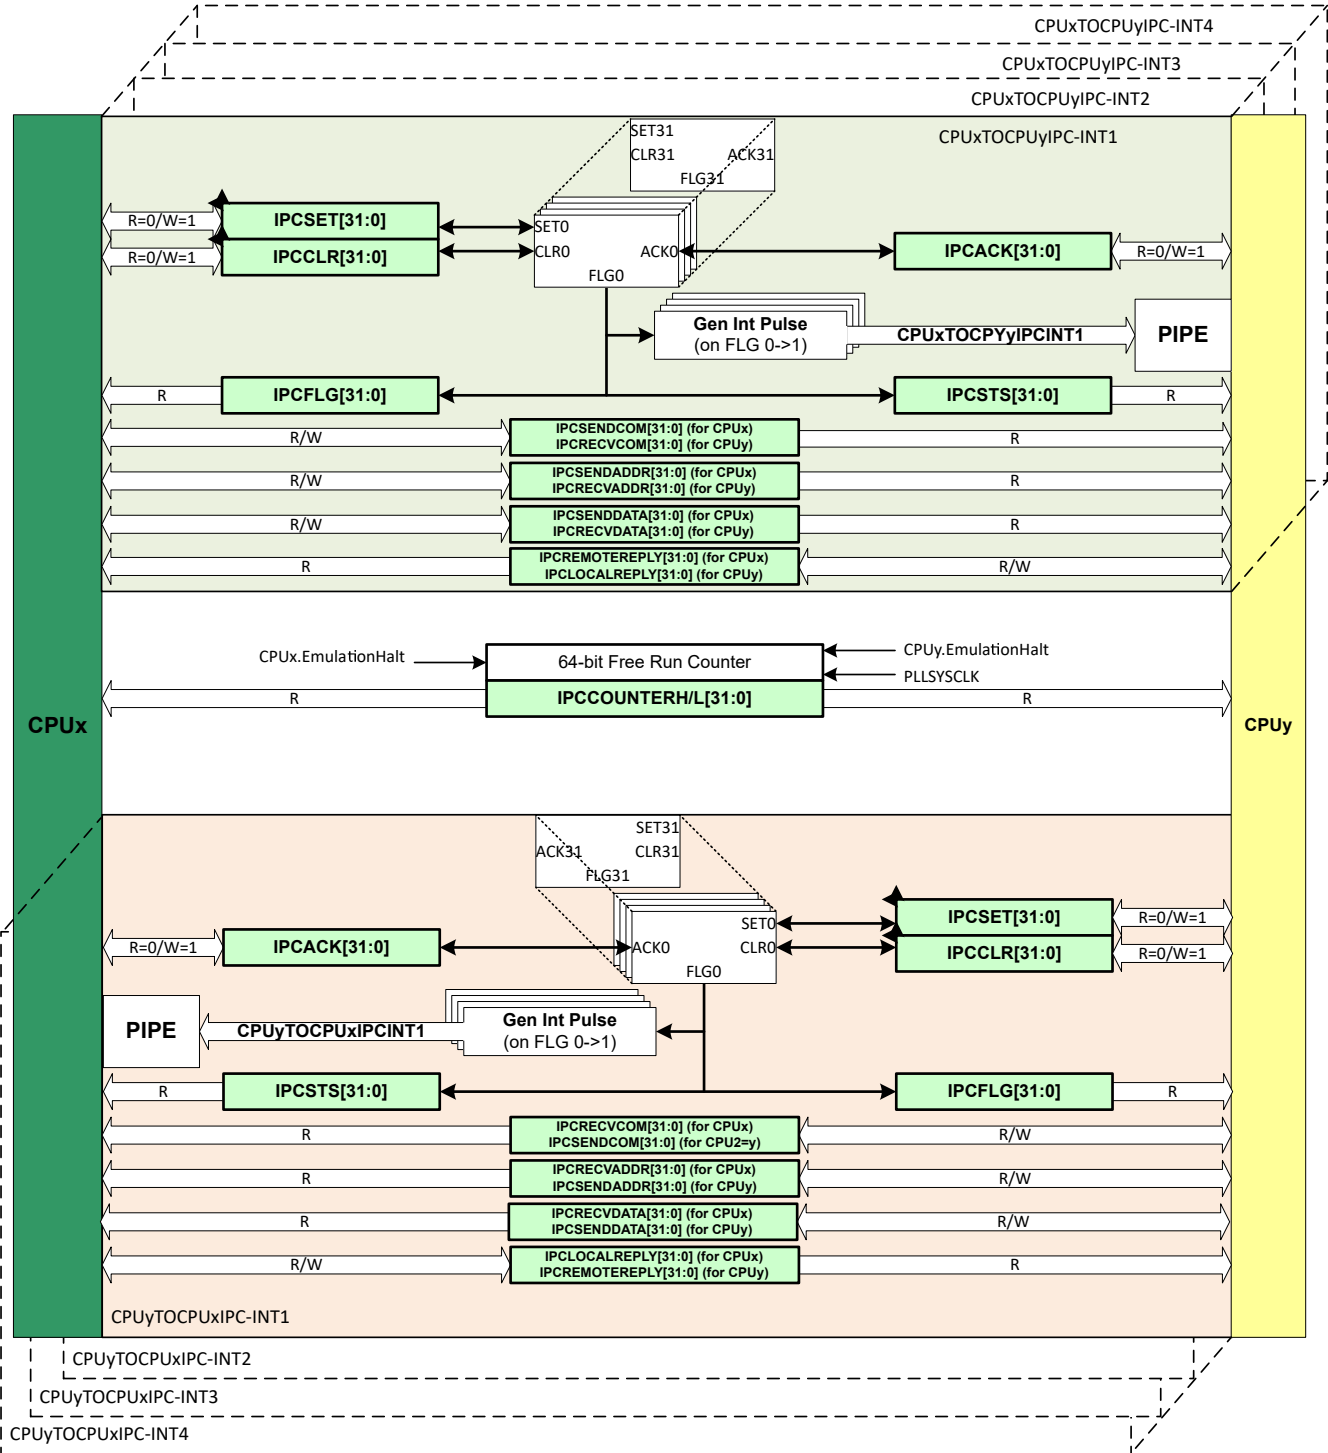 CPUxTOCPUyIPC-INT4
CPUxTOCPUyIPC-INT3
CPUxTOCPUyIPC-INT2
CPUxTOCPUyIPC-INT1
SET31
CLR31 ACK31
FLG31
R=0/W=1 IPCSET[31:0] SET0
R=0/W=1 IPCCLR[31:0] CLR0 ACK0 IPCACK[31:0] R=0/W=1
FLG0
Gen Int Pulse
(on FLG 0->1)
CPUxTOCPYyIPCINT1 PIPE
R IPCFLG[31:0] IPCSTS[31:0] R
R/W IPCSENDCOM[31:0] (for CPUx) R
IPCRECVCOM[31:0] (for CPUy)
R/W IPCSENDADDR[31:0] (for CPUx) R
IPCRECVADDR[31:0] (for CPUy)
R/W IPCSENDDATA[31:0] (for CPUx) R
IPCRECVDATA[31:0] (for CPUy)
R IPCREMOTEREPLY[31:0] (for CPUx) R/W
IPCLOCALREPLY[31:0] (for CPUy)
CPUx.EmulationHalt 64-bit Free Run Counter CPUy.EmulationHalt
PLLSYSCLK
R IPCCOUNTERH/L[31:0] R
CPUx CPUy
SET31
ACK31 CLR31
FLG31
SET0 IPCSET[31:0] R=0/W=1
R=0/W=1 IPCACK[31:0] ACK0 CLR0 IPCCLR[31:0] R=0/W=1
FLG0
PIPE CPUyTOCPUxIPCINT1
Gen Int Pulse
(on FLG 0->1)
R IPCSTS[31:0] IPCFLG[31:0] R
R IPCRECVCOM[31:0] (for CPUx) R/W
IPCSENDCOM[31:0] (for CPU2=y)
R IPCRECVADDR[31:0] (for CPUx) R/W
IPCSENDADDR[31:0] (for CPUy)
R IPCRECVDATA[31:0] (for CPUx) R/W
IPCSENDDATA[31:0] (for CPUy)
R/W IPCLOCALREPLY[31:0] (for CPUx) R
IPCREMOTEREPLY[31:0] (for CPUy)
CPUyTOCPUxIPC-INT1
CPUyTOCPUxIPC-INT2
CPUyTOCPUxIPC-INT3
CPUyTOCPUxIPC-INT4